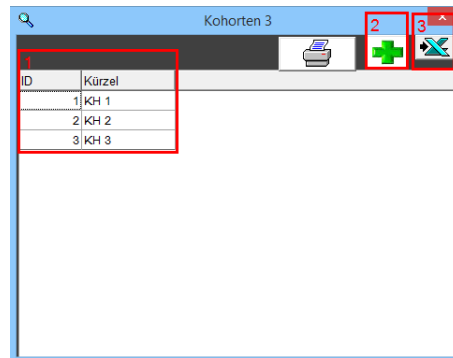 Kohorten 3
2
3
1
ID Kürzel
1 KH 1
2 KH 2
3 KH 3